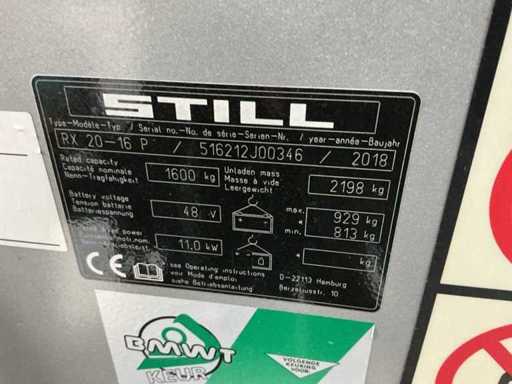 STILL
Type-Modèle-Typ / Serial no.-No. de série-Serien-Nr. / year-année-Baujahr
RX 20-16 P / 516212J00346 / 2018
Rated capacity
Capacité nominale
Nenn-Tragfähigkeit
1600 kg
Unladen mass
Masse à vide
Leergewicht
2198 kg
Battery voltage
Tension batterie
Batteriespannung
48 V
max. 929 kg
min. 813 kg
power
nom.
11.0 kW
kg
CE
see Operating instructions
voir Mode d'emploi
siehe Betriebsanleitung
D-22113 Hamburg
Berzeliusstr. 10
BMWT
KEUR
VOLGENDE
KEURING
VOOR: